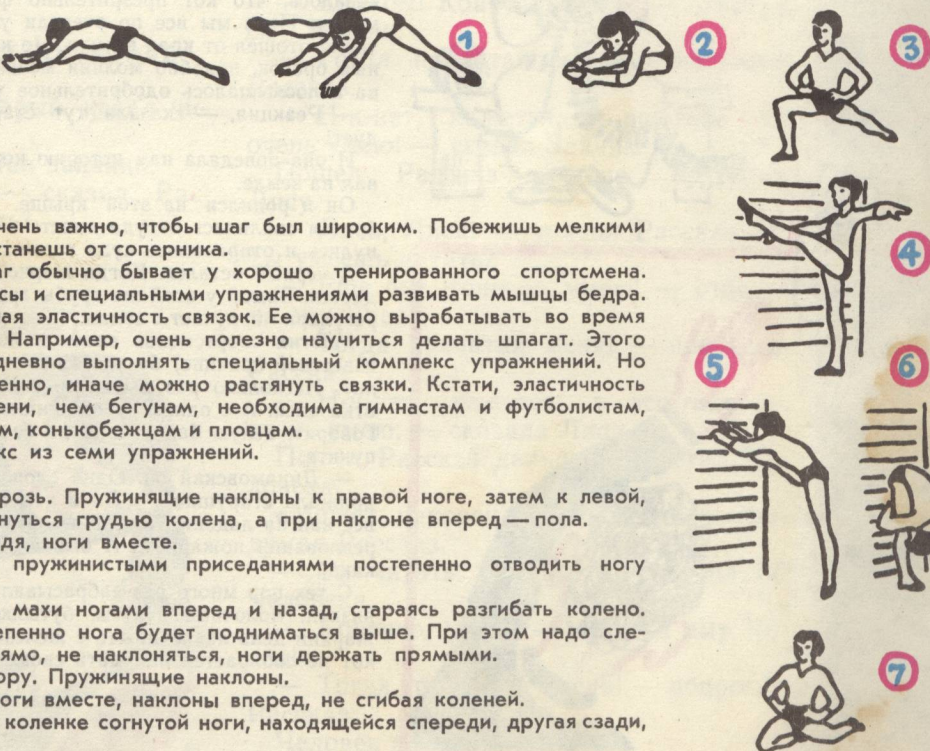 1
2
3
4
5
6
7
чень важно, чтобы шаг был широким. Побежишь мелкими
станешь от соперника.
аг обычно бывает у хорошо тренированного спортсмена.
сы и специальными упражнениями развивать мышцы бедра.
ая эластичность связок. Ее можно вырабатывать во время
Например, очень полезно научиться делать шпагат. Этого
дневно выполнять специальный комплекс упражнений. Но
енно, иначе можно растянуть связки. Кстати, эластичность
ени, чем бегунам, необходима гимнастам и футболистам,
м, конькобежцам и пловцам.
кс из семи упражнений.
розь. Пружинящие наклоны к правой ноге, затем к левой,
нуться грудью колена, а при наклоне вперед — пола.
дя, ноги вместе.
пружинистыми приседаниями постепенно отводить ногу
махи ногами вперед и назад, стараясь разгибать колено.
епенно нога будет подниматься выше. При этом надо сле-
ямо, не наклоняться, ноги держать прямыми.
ору. Пружинящие наклоны.
оги вместе, наклоны вперед, не сгибая коленей.
коленке согнутой ноги, находящейся спереди, другая сзади,